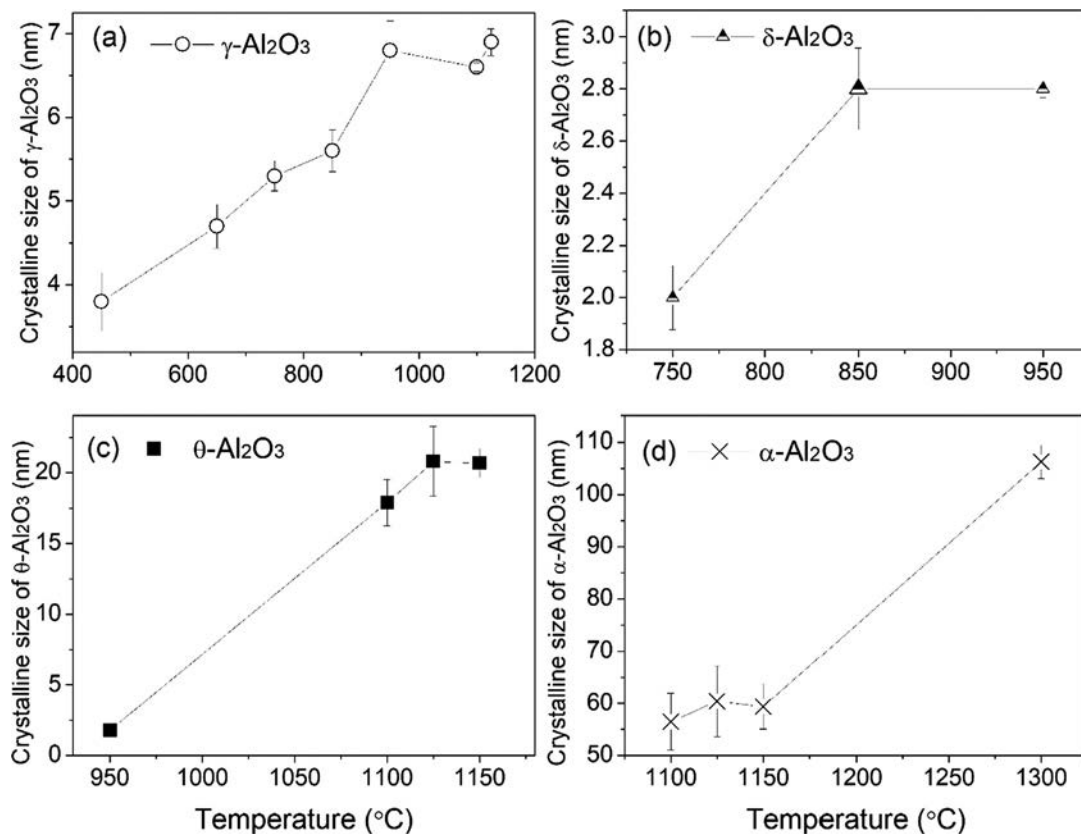 (a) γ-Al2O3
Crystalline size of γ-Al2O3 (nm)
7
6
5
4
400 600 800 1000 1200
(b) δ-Al2O3
Crystalline size of δ-Al2O3 (nm)
3.0
2.8
2.6
2.4
2.2
2.0
1.8
750 800 850 900 950
(c) θ-Al2O3
Crystalline size of θ-Al2O3 (nm)
20
15
10
5
0
950 1000 1050 1100 1150
Temperature (°C)
(d) α-Al2O3
Crystalline size of α-Al2O3 (nm)
110
100
90
80
70
60
50
1100 1150 1200 1250 1300
Temperature (°C)